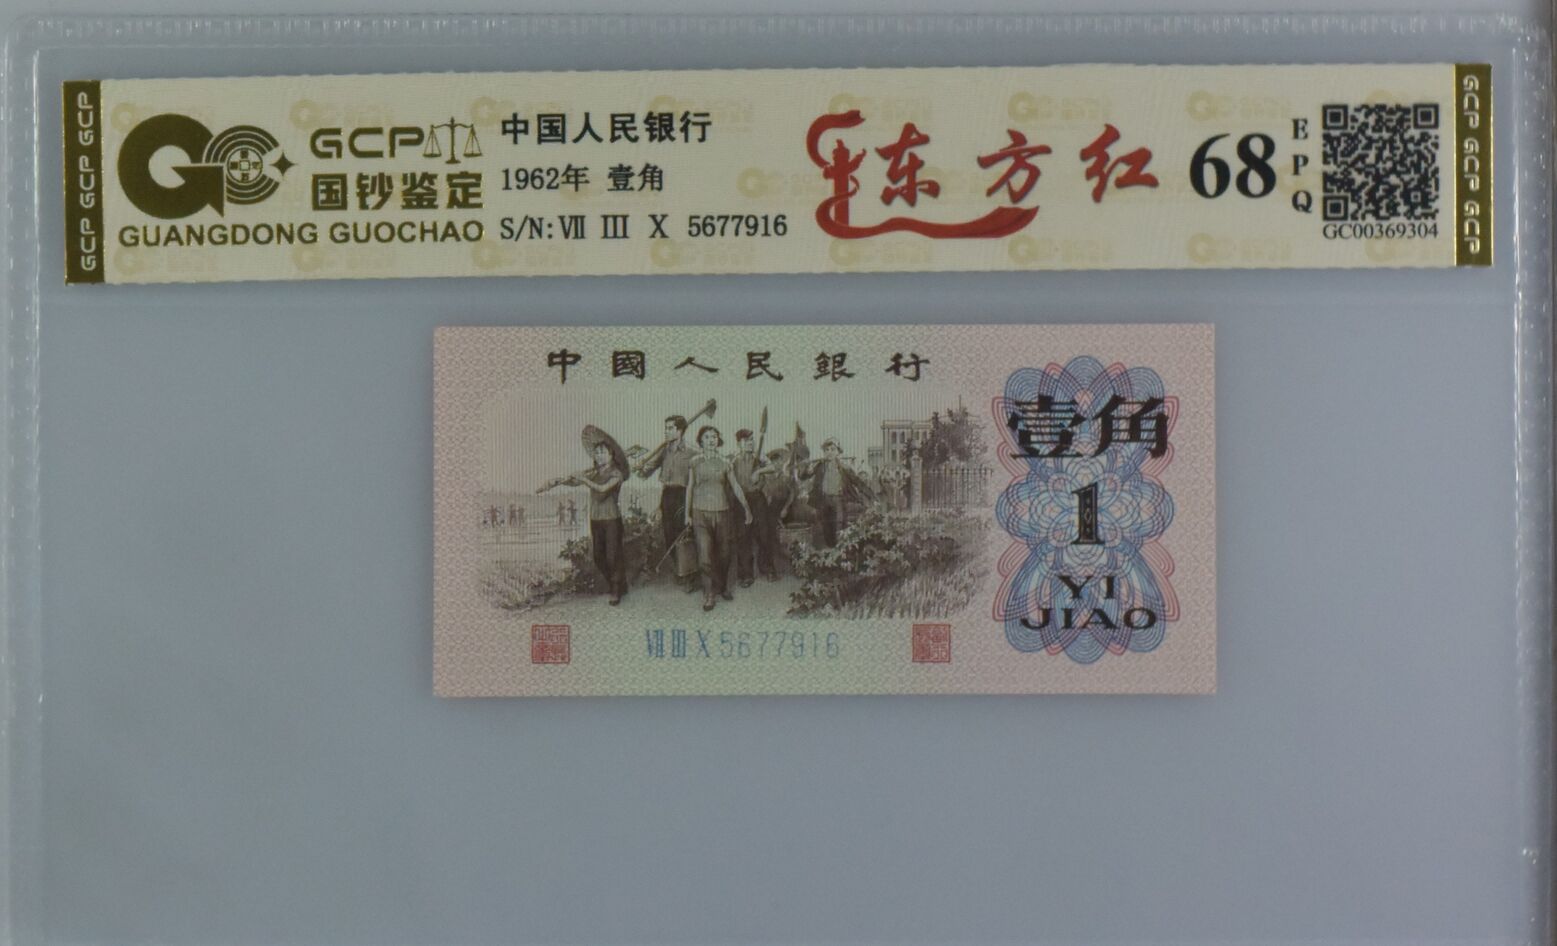 GCP GCP GCP
GCP
国钞鉴定
GUANGDONG GUOCHAO
中国人民银行
1962年 壹角
S/N: Ⅶ Ⅲ Ⅹ 5677916
东方红
68
EPQ
GC00369304
GCP GCP GCP
中國人民銀行
壹角
1
YI
JIAO
Ⅶ Ⅲ Ⅹ 5677916